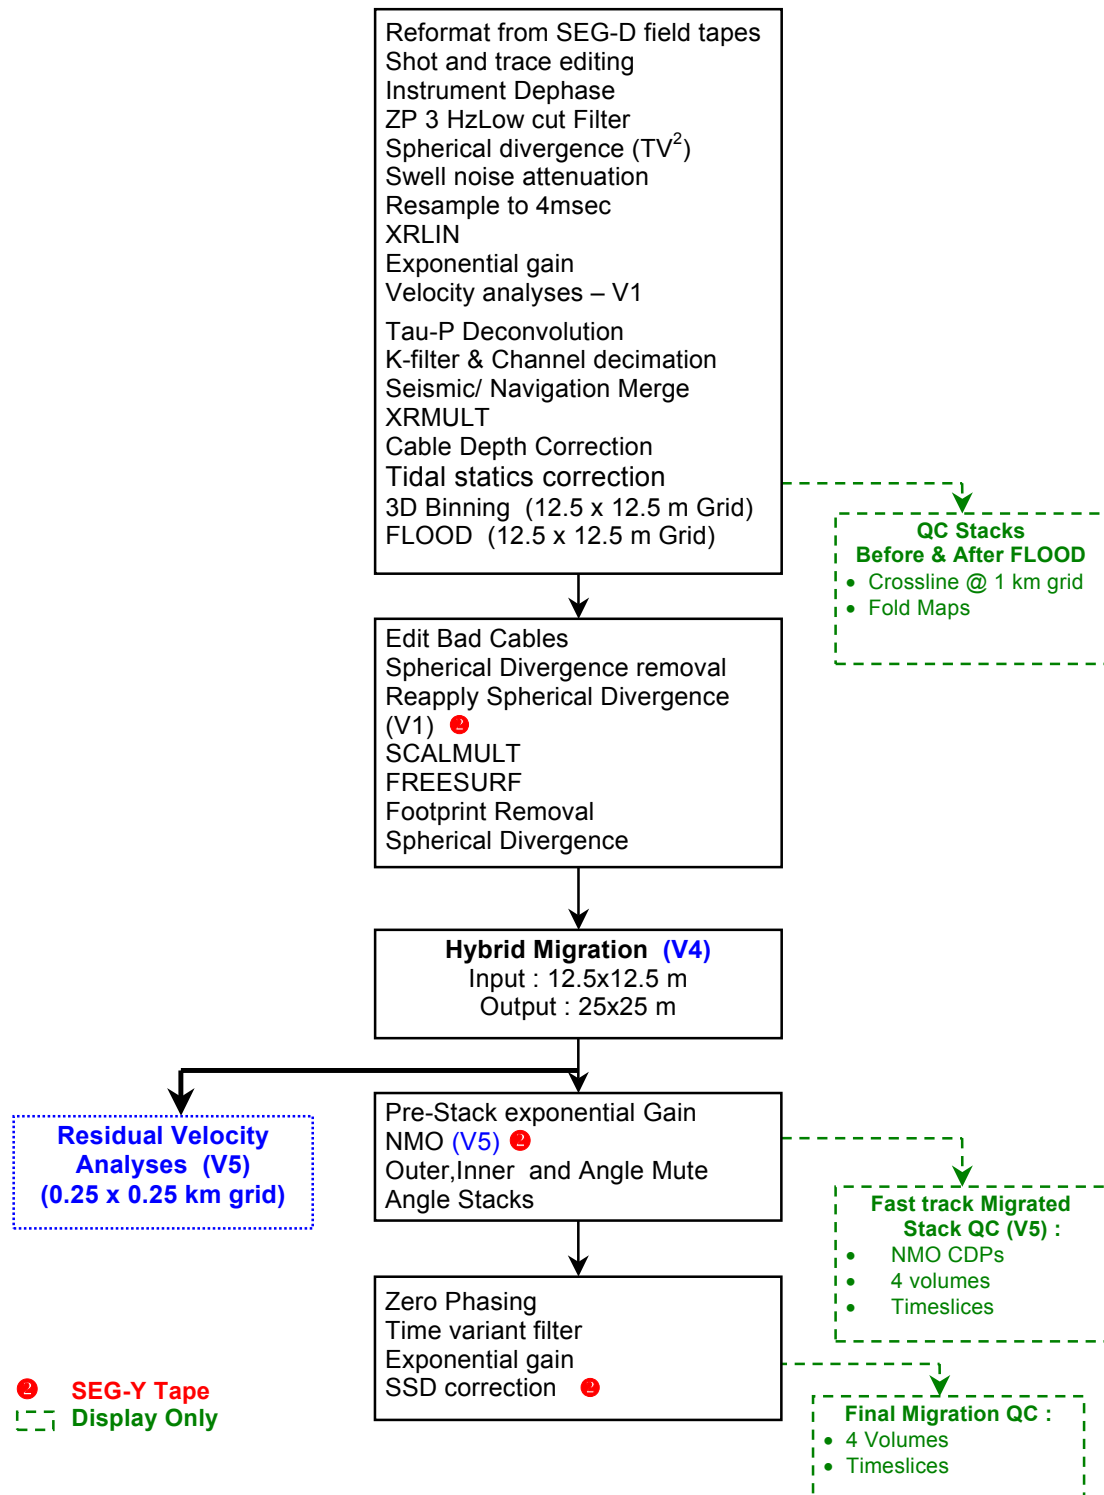 Reformat from SEG-D field tapes
Shot and trace editing
Instrument Dephase
ZP 3 HzLow cut Filter
Spherical divergence (TV²)
Swell noise attenuation
Resample to 4msec
XRLIN
Exponential gain
Velocity analyses – V1
Tau-P Deconvolution
K-filter & Channel decimation
Seismic/ Navigation Merge
XRMULT
Cable Depth Correction
Tidal statics correction
3D Binning (12.5 x 12.5 m Grid)
FLOOD (12.5 x 12.5 m Grid)
QC Stacks
Before & After FLOOD
• Crossline @ 1 km grid
• Fold Maps
Edit Bad Cables
Spherical Divergence removal
Reapply Spherical Divergence
(V1) ❷
SCALMULT
FREESURF
Footprint Removal
Spherical Divergence
Hybrid Migration (V4)
Input : 12.5x12.5 m
Output : 25x25 m
Residual Velocity
Analyses (V5)
(0.25 x 0.25 km grid)
Pre-Stack exponential Gain
NMO (V5) ❷
Outer,Inner and Angle Mute
Angle Stacks
Fast track Migrated
Stack QC (V5) :
• NMO CDPs
• 4 volumes
• Timeslices
Zero Phasing
Time variant filter
Exponential gain
SSD correction ❷
Final Migration QC :
• 4 Volumes
• Timeslices
❷ SEG-Y Tape
Display Only